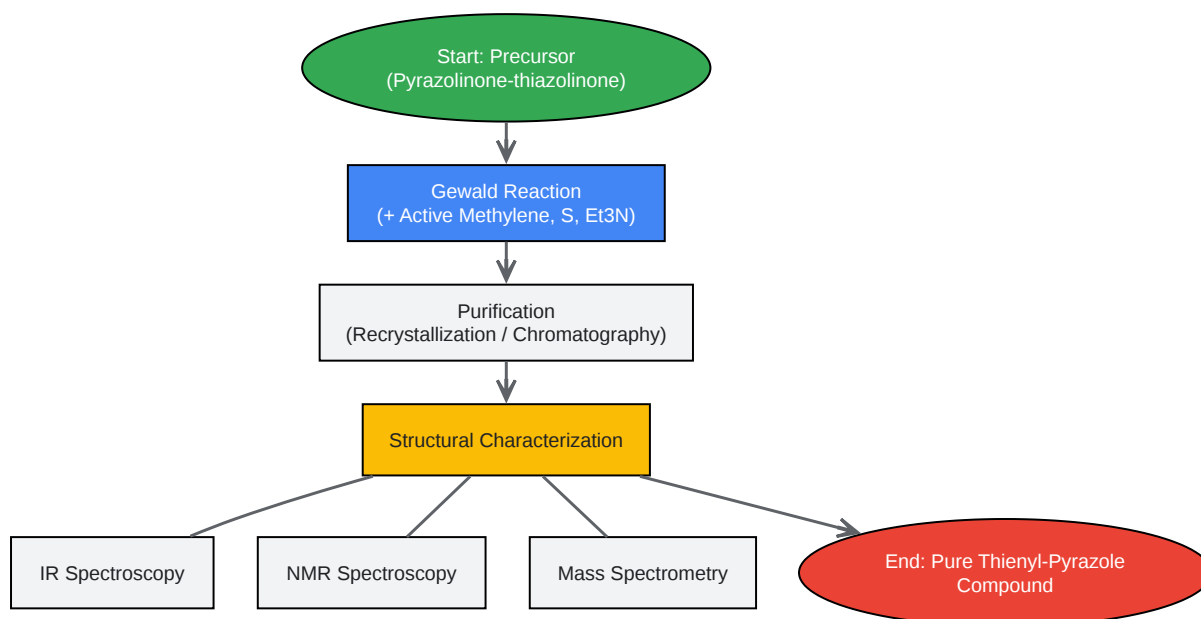 Start: Precursor
(Pyrazolinone-thiazolinone)
Gewald Reaction
(+ Active Methylene, S, Et3N)
Purification
(Recrystallization / Chromatography)
Structural Characterization
IR Spectroscopy
NMR Spectroscopy
Mass Spectrometry
End: Pure Thienyl-Pyrazole
Compound